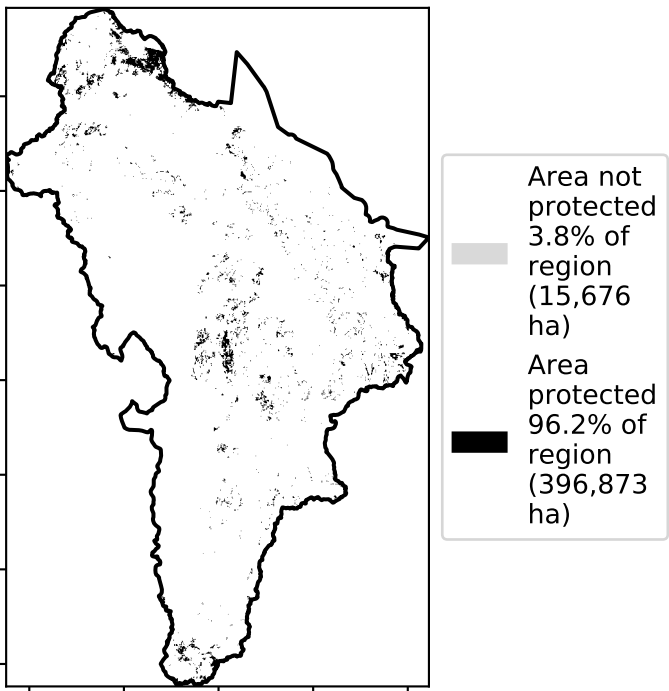 Area not
protected
3.8% of
region
(15,676
ha)
Area
protected
96.2% of
region
(396,873
ha)